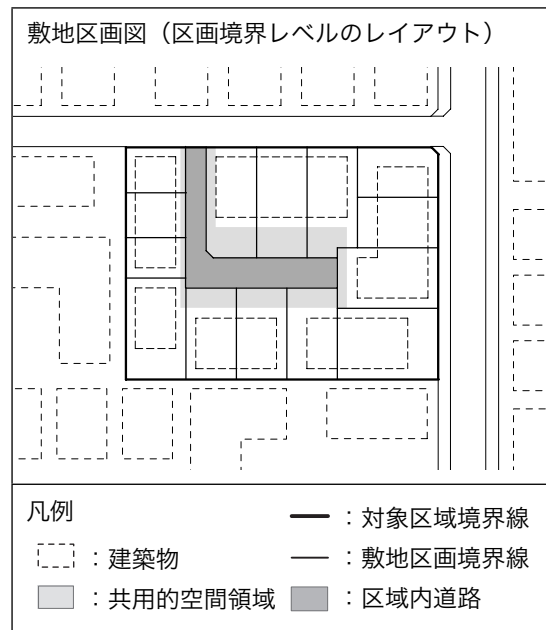 敷地区画図（区画境界レベルのレイアウト）
凡例
：対象区域境界線
：建築物
：敷地区画境界線
：共用的空間領域
：区域内道路